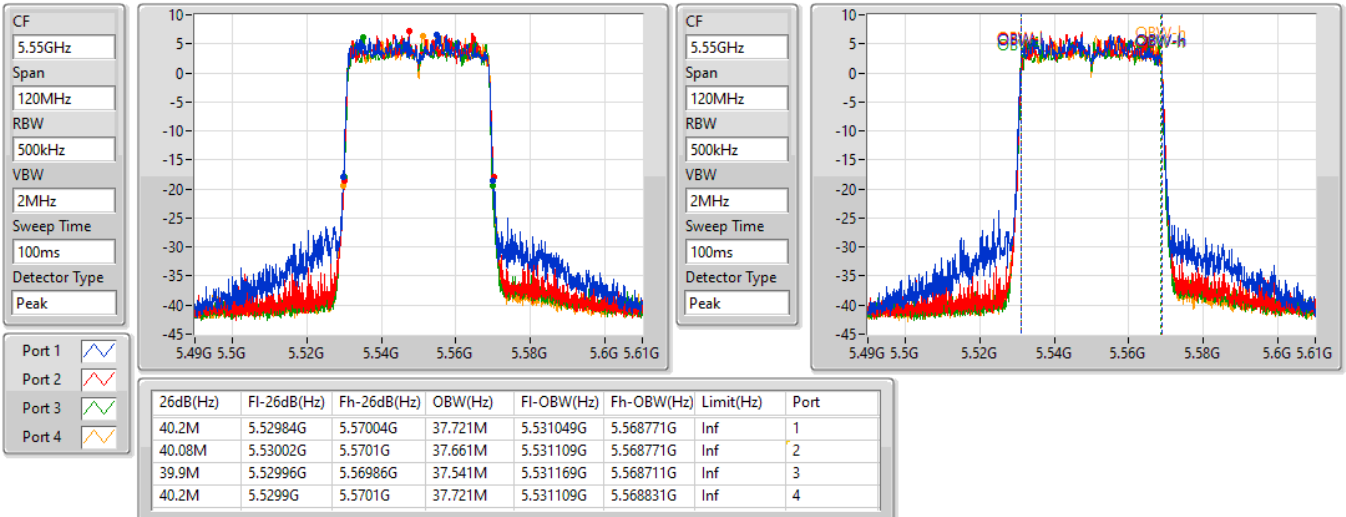 CF
5.55GHz
Span
120MHz
RBW
500kHz
VBW
2MHz
Sweep Time
100ms
Detector Type
Peak
10
5
0
-5
-10
-15
-20
-25
-30
-35
-40
-45
5.49G 5.5G 5.52G 5.54G 5.56G 5.58G 5.6G 5.61G
CF
5.55GHz
Span
120MHz
RBW
500kHz
VBW
2MHz
Sweep Time
100ms
Detector Type
Peak
10
5
0
-5
-10
-15
-20
-25
-30
-35
-40
-45
OBW-h
5.49G 5.5G 5.52G 5.54G 5.56G 5.58G 5.6G 5.61G
Port 1
Port 2
Port 3
Port 4
26dB(Hz) Fl-26dB(Hz) Fh-26dB(Hz) OBW(Hz) Fl-OBW(Hz) Fh-OBW(Hz) Limit(Hz) Port
40.2M 5.52984G 5.57004G 37.721M 5.531049G 5.568771G Inf 1
40.08M 5.53002G 5.5701G 37.661M 5.531109G 5.568771G Inf 2
39.9M 5.52996G 5.56986G 37.541M 5.531169G 5.568711G Inf 3
40.2M 5.5299G 5.5701G 37.721M 5.531109G 5.568831G Inf 4